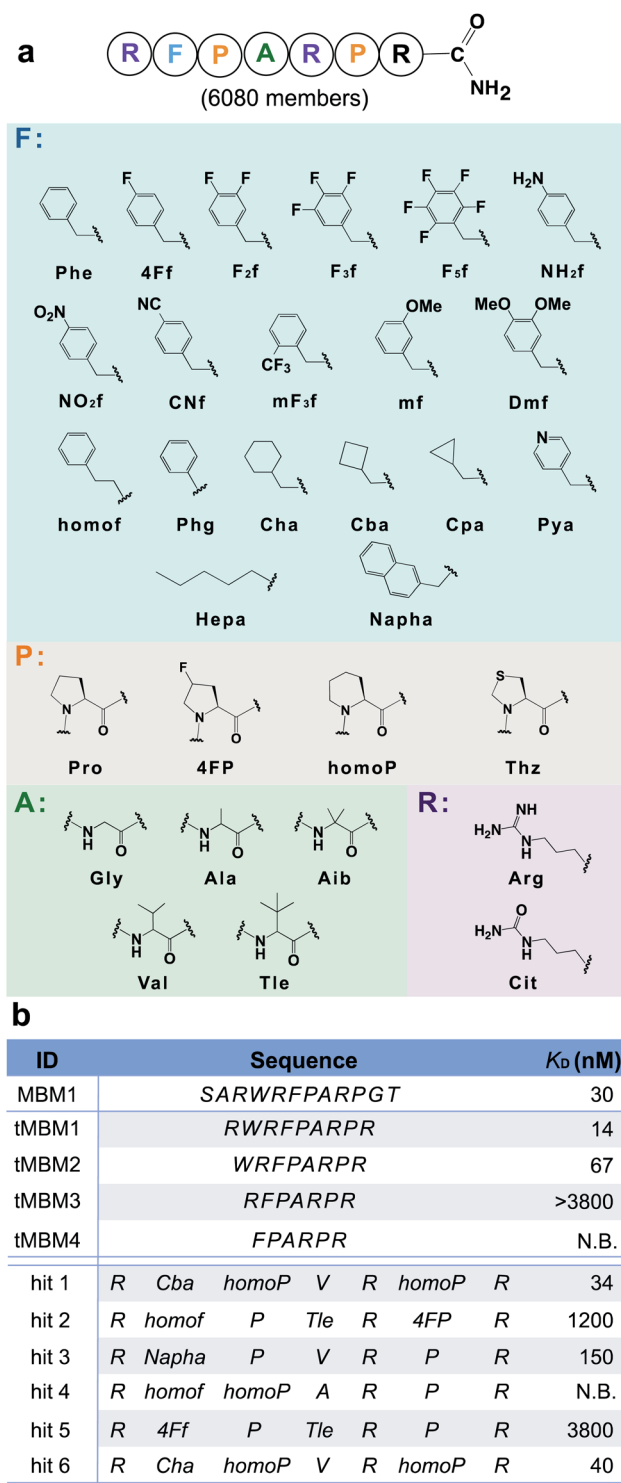 a
R F P A R P R C O NH2
(6080 members)
F:
F F F F F F F F F F F H2N
Phe 4Ff F2f F3f F5f NH2f
O2N NC CF3 OMe MeO OMe
NO2f CNf mF3f mf Dmf
N
homof Phg Cha Cba Cpa Pya
Hepa Napha
P:
N O F N O N O S N O
Pro 4FP homoP Thz
A: R:
N H O N H O N H O NH H2N N H
Gly Ala Aib Arg
N H O N H O O H2N N H
Val Tle Cit
b
ID Sequence KD (nM)
MBM1 SARWRFPARPGT 30
tMBM1 RWRFPARPR 14
tMBM2 WRFPARPR 67
tMBM3 RFPARPR >3800
tMBM4 FPARPR N.B.
hit 1 R Cba homoP V R homoP R 34
hit 2 R homof P Tle R 4FP R 1200
hit 3 R Napha P V R P R 150
hit 4 R homof homoP A R P R N.B.
hit 5 R 4Ff P Tle R P R 3800
hit 6 R Cha homoP V R homoP R 40